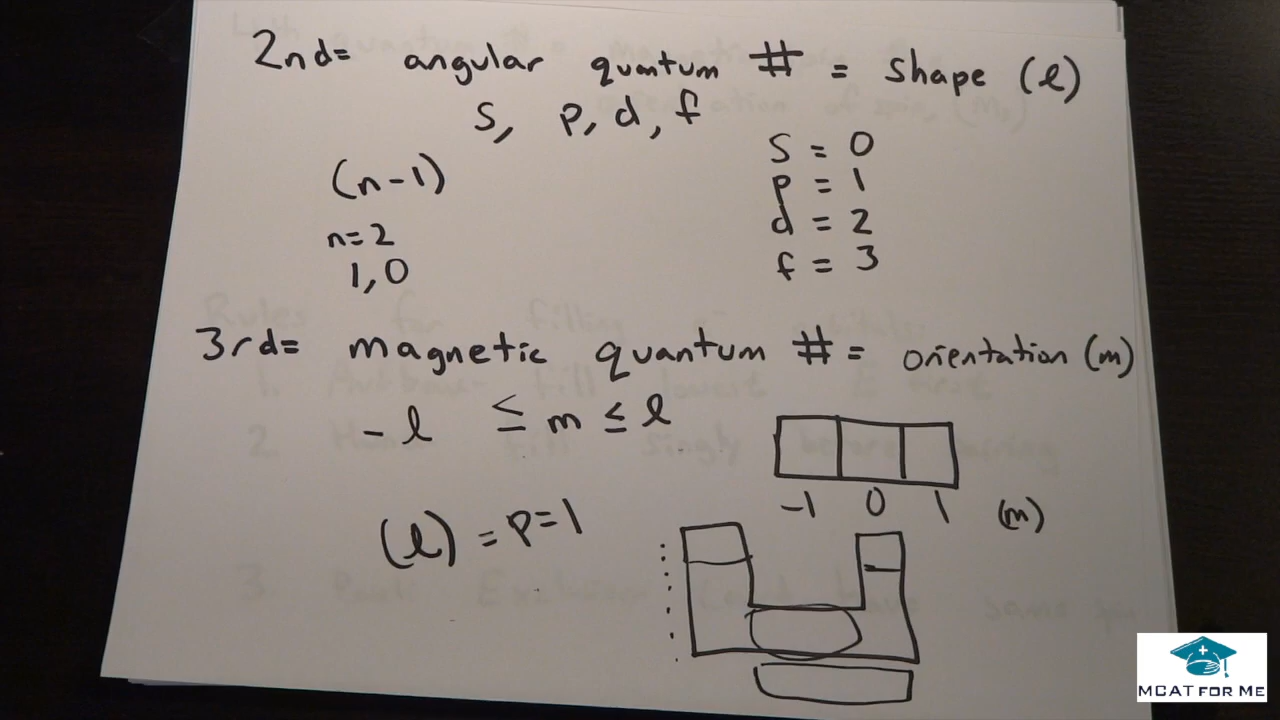 2nd= angular quantum # = shape (l)
s, p, d, f
(n-1)
n=2
1, 0
s = 0
p = 1
d = 2
f = 3
3rd= magnetic quantum # = orientation (m)
-l ≤ m ≤ l
-1 0 1 (m)
(l) = p=1
MCAT FOR ME